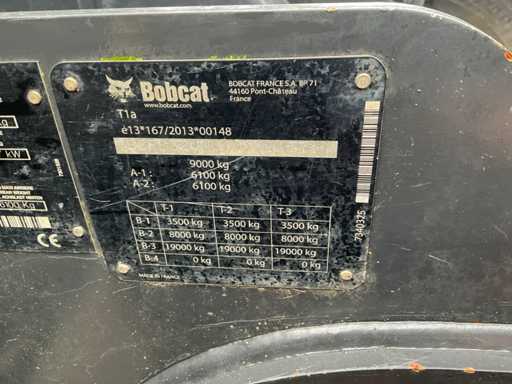 Bobcat
www.bobcat.com
BOBCAT FRANCE S.A. BP 71
44160 Pont-Château
France
T1a
e13*167/2013*00148
9000 kg
A-1 : 6100 kg
A-2 : 6100 kg
T-1 T-2 T-3
B-1 3500 kg 3500 kg 3500 kg
B-2 8000 kg 8000 kg 8000 kg
B-3 19000 kg 19000 kg 19000 kg
B-4 0 kg 0 kg 0 kg
MADE IN FRANCE
7340325
kW
CE